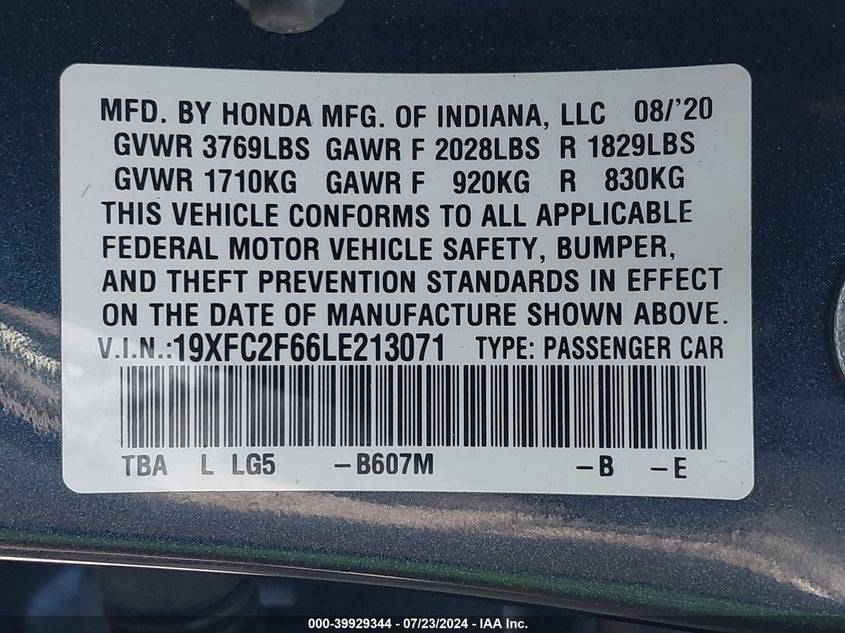 MFD. BY HONDA MFG. OF INDIANA, LLC 08/'20
GVWR 3769LBS GAWR F 2028LBS R 1829LBS
GVWR 1710KG GAWR F 920KG R 830KG
THIS VEHICLE CONFORMS TO ALL APPLICABLE
FEDERAL MOTOR VEHICLE SAFETY, BUMPER,
AND THEFT PREVENTION STANDARDS IN EFFECT
ON THE DATE OF MANUFACTURE SHOWN ABOVE.
V.I.N.:19XFC2F66LE213071 TYPE: PASSENGER CAR
TBA L LG5 -B607M -B -E
000-39929344 - 07/23/2024 - IAA Inc.